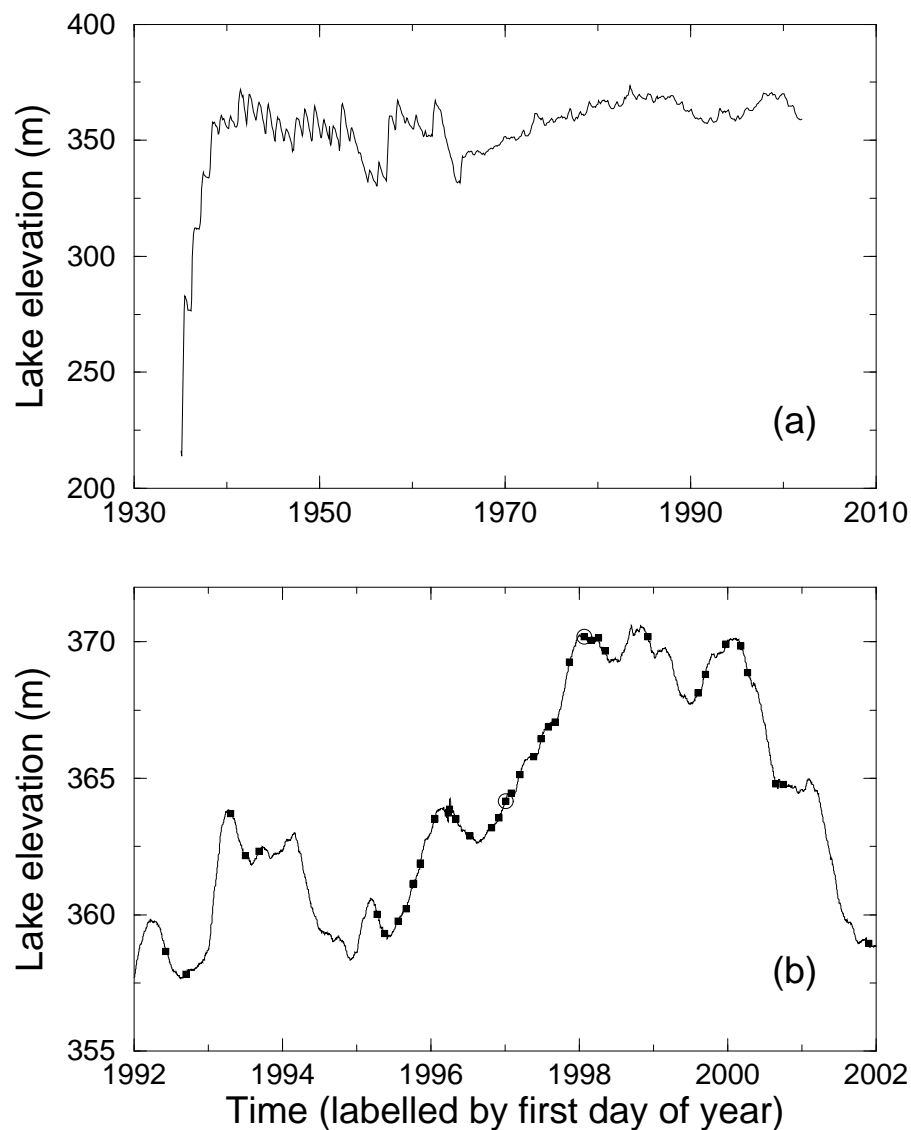 400
350
300
250
200
Lake elevation (m)
(a)
1930 1950 1970 1990 2010
370
365
360
355
Lake elevation (m)
(b)
1992 1994 1996 1998 2000 2002
Time (labelled by first day of year)